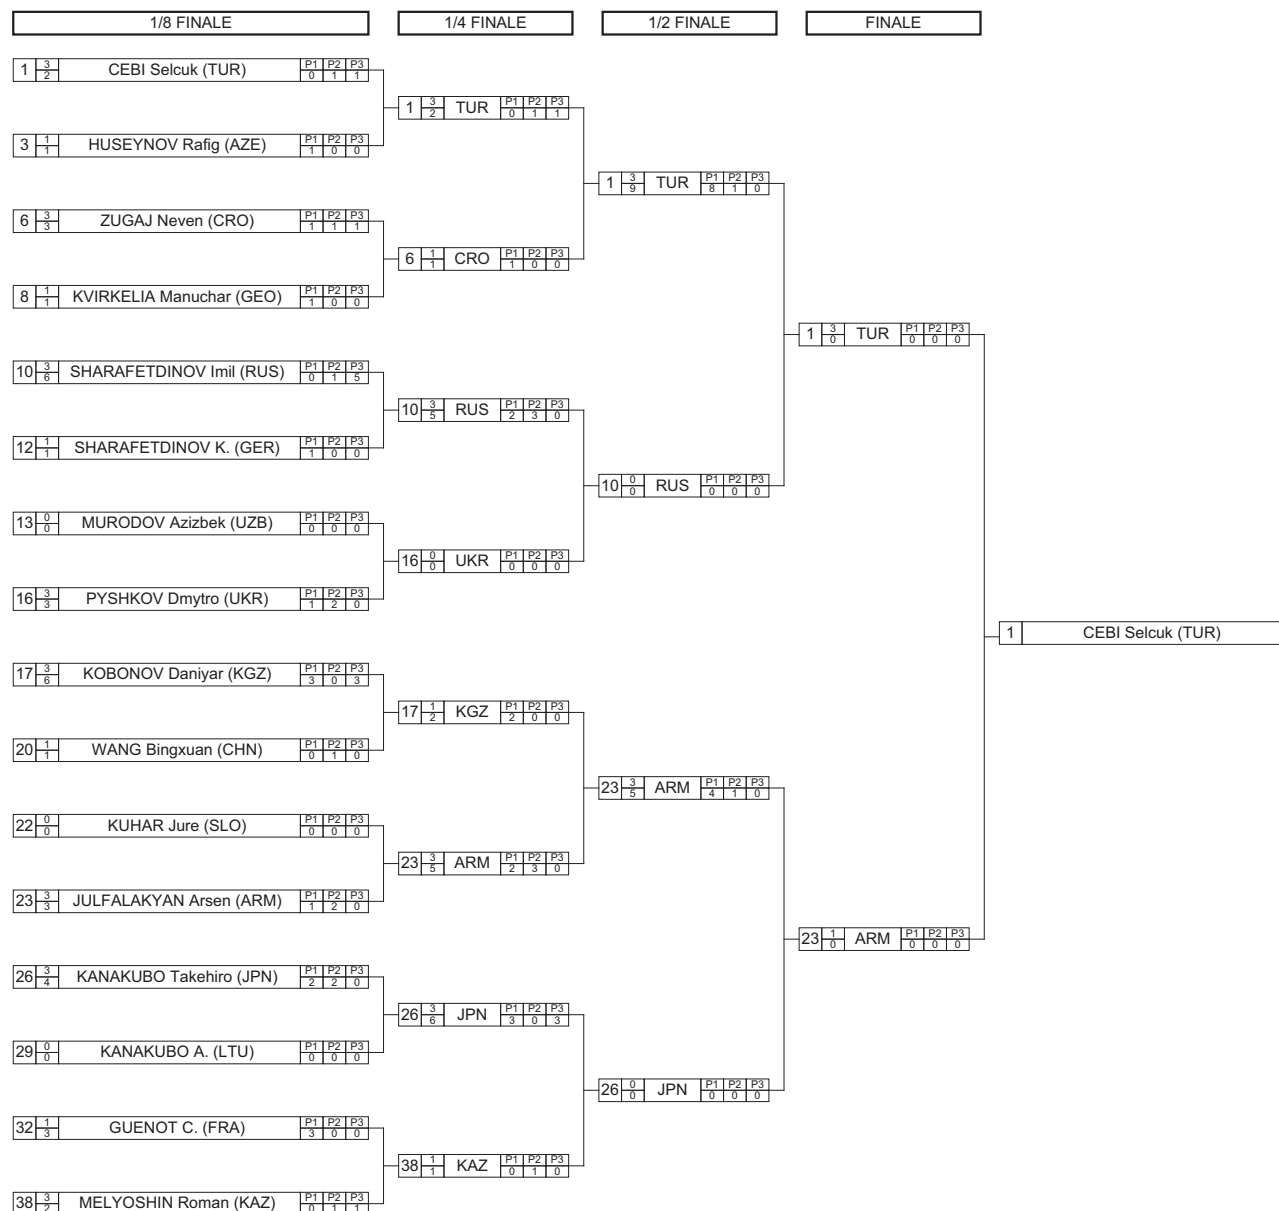 1/8 FINALE 1/4 FINALE 1/2 FINALE FINALE
1 3 2 CEBI Selcuk (TUR) P1 P2 P3 0 1 1
1 3 2 TUR P1 P2 P3 0 1 1
3 1 1 HUSEYNOV Rafig (AZE) P1 P2 P3 1 0 0
1 3 9 TUR P1 P2 P3 8 1 0
6 3 3 ZUGAJ Neven (CRO) P1 P2 P3 1 1 1
6 1 1 CRO P1 P2 P3 1 0 0
8 1 1 KVIRKELIA Manuchar (GEO) P1 P2 P3 1 0 0
1 3 0 TUR P1 P2 P3 0 0 0
10 3 6 SHARAFETDINOV Imil (RUS) P1 P2 P3 0 1 5
10 3 5 RUS P1 P2 P3 2 3 0
12 1 1 SHARAFETDINOV K. (GER) P1 P2 P3 1 0 0
10 0 0 RUS P1 P2 P3 0 0 0
13 0 0 MURODOV Azizbek (UZB) P1 P2 P3 0 0 0
16 0 0 UKR P1 P2 P3 0 0 0
16 3 3 PYSHKOV Dmytro (UKR) P1 P2 P3 1 2 0
1 CEBI Selcuk (TUR)
17 3 6 KOBONOV Daniyar (KGZ) P1 P2 P3 3 0 3
17 1 2 KGZ P1 P2 P3 2 0 0
20 1 1 WANG Bingxuan (CHN) P1 P2 P3 0 1 0
23 3 5 ARM P1 P2 P3 4 1 0
22 0 0 KUHAR Jure (SLO) P1 P2 P3 0 0 0
23 3 5 ARM P1 P2 P3 2 3 0
23 3 3 JULFALAKYAN Arsen (ARM) P1 P2 P3 1 2 0
23 1 0 ARM P1 P2 P3 0 0 0
26 3 4 KANAKUBO Takehiro (JPN) P1 P2 P3 2 2 0
26 3 6 JPN P1 P2 P3 3 0 3
29 0 0 KANAKUBO A. (LTU) P1 P2 P3 0 0 0
26 0 0 JPN P1 P2 P3 0 0 0
32 1 3 GUENOT C. (FRA) P1 P2 P3 3 0 0
38 1 1 KAZ P1 P2 P3 0 1 0
38 3 2 MELYOSHIN Roman (KAZ) P1 P2 P3 0 1 1